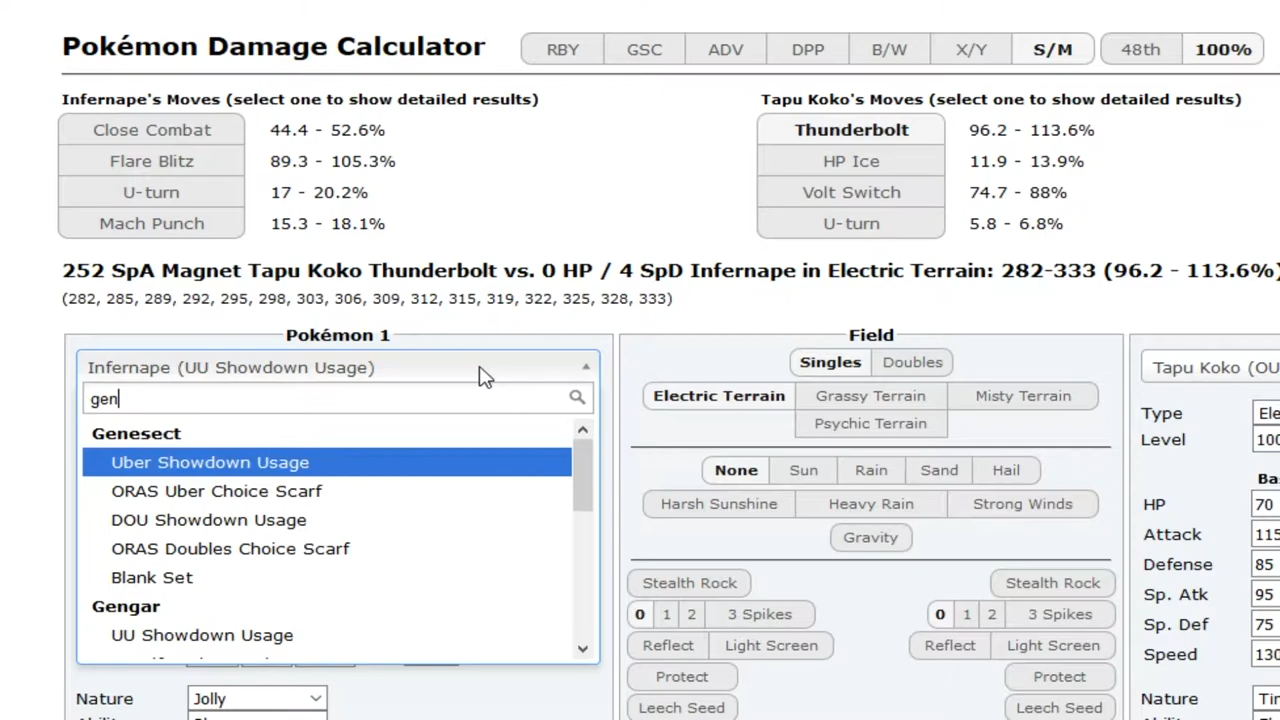 Pokémon Damage Calculator
RBY GSC ADV DPP B/W X/Y S/M 48th 100%
Infernape's Moves (select one to show detailed results)
Close Combat 44.4 - 52.6%
Flare Blitz 89.3 - 105.3%
U-turn 17 - 20.2%
Mach Punch 15.3 - 18.1%
Tapu Koko's Moves (select one to show detailed results)
Thunderbolt 96.2 - 113.6%
HP Ice 11.9 - 13.9%
Volt Switch 74.7 - 88%
U-turn 5.8 - 6.8%
252 SpA Magnet Tapu Koko Thunderbolt vs. 0 HP / 4 SpD Infernape in Electric Terrain: 282-333 (96.2 - 113.6%)
(282, 285, 289, 292, 295, 298, 303, 306, 309, 312, 315, 319, 322, 325, 328, 333)
Pokémon 1
Infernape (UU Showdown Usage)
gen
Genesect
Uber Showdown Usage
ORAS Uber Choice Scarf
DOU Showdown Usage
ORAS Doubles Choice Scarf
Blank Set
Gengar
UU Showdown Usage
Nature Jolly
Field
Singles Doubles
Electric Terrain Grassy Terrain Misty Terrain
Psychic Terrain
None Sun Rain Sand Hail
Harsh Sunshine Heavy Rain Strong Winds
Gravity
Stealth Rock Stealth Rock
0 1 2 3 Spikes 0 1 2 3 Spikes
Reflect Light Screen Reflect Light Screen
Protect Protect
Leech Seed Leech Seed
Tapu Koko (OU
Type Ele
Level 100
Ba
HP 70
Attack 115
Defense 85
Sp. Atk 95
Sp. Def 75
Speed 130
Nature Tim